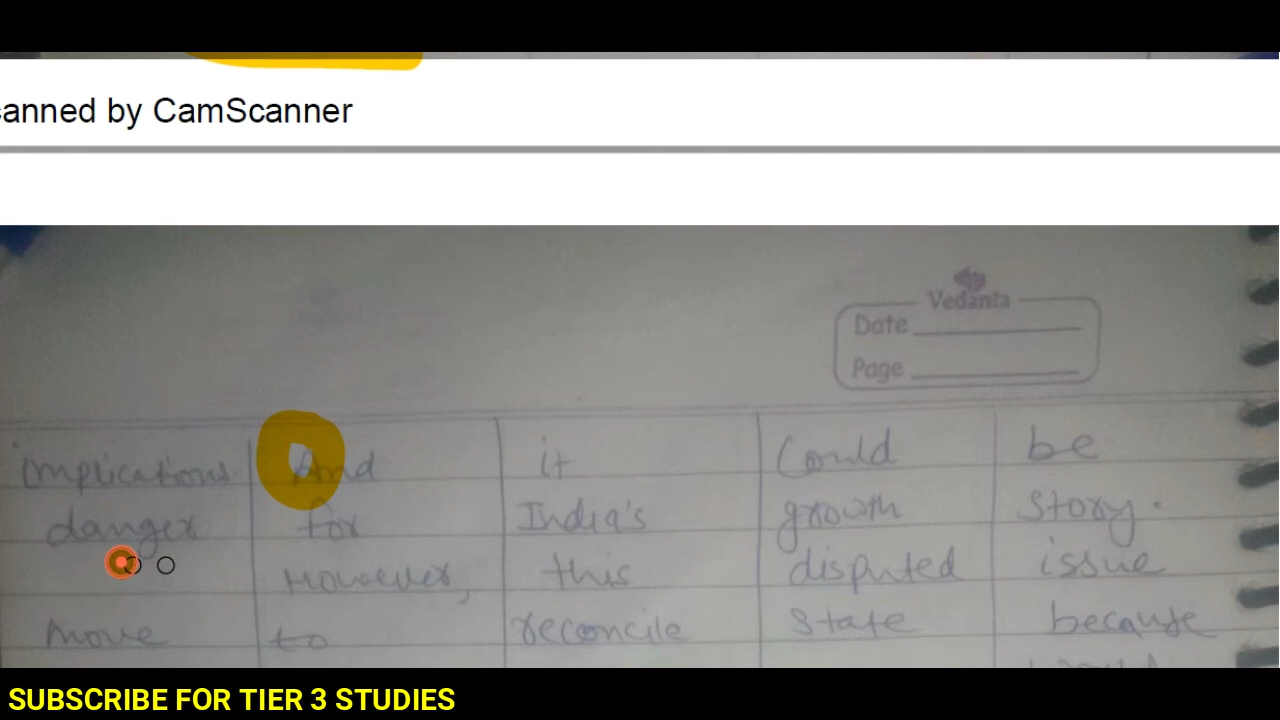 canned by CamScanner
Vedanta
Date
Page
implications And it Could be
danger for India's growth story.
However, this disputed issue
move to reconcile state because
SUBSCRIBE FOR TIER 3 STUDIES